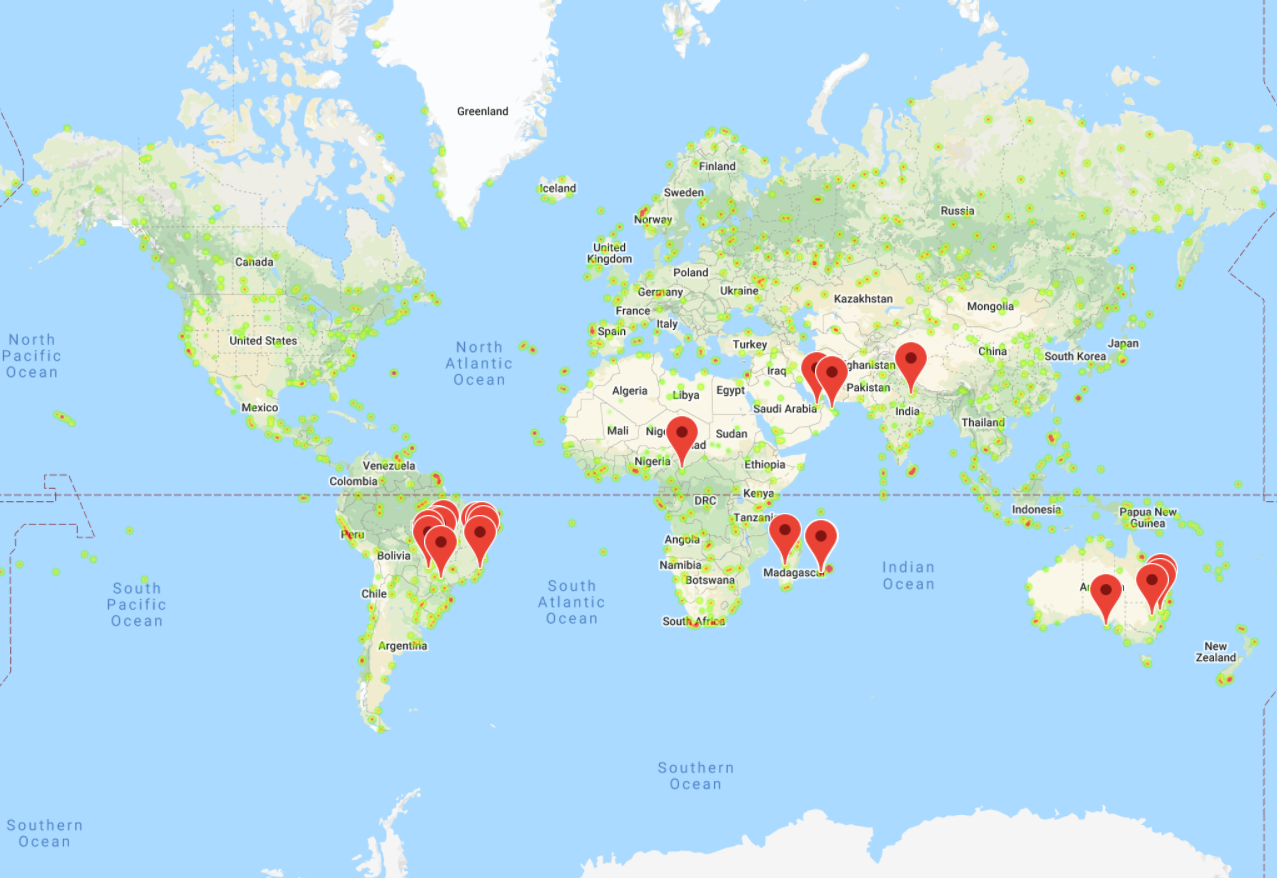 Greenland
Finland
Iceland
Sweden
Norway
Russia
United
Kingdom
Canada
Poland
Germany
Ukraine
Kazakhstan
Mongolia
France
Italy
Spain
United States
Turkey
North
Pacific
Ocean
North
Atlantic
Ocean
Japan
China
South Korea
Iraq
ghanistan
Pakistan
Algeria
Libya
Egypt
Mexico
Saudi Arabia
India
Thailand
Mali
Nig
ad
Sudan
Venezuela
Nigeria
Ethiopia
Colombia
DRC
Kenya
Indonesia
Papua New
Guinea
Tanzania
Peru
Angola
Bolivia
Namibia
Madagascar
Botswana
Indian
Ocean
A
Chile
South
Pacific
Ocean
South
Atlantic
Ocean
South Africa
Argentina
New
Zealand
Southern
Ocean
Southern
Ocean